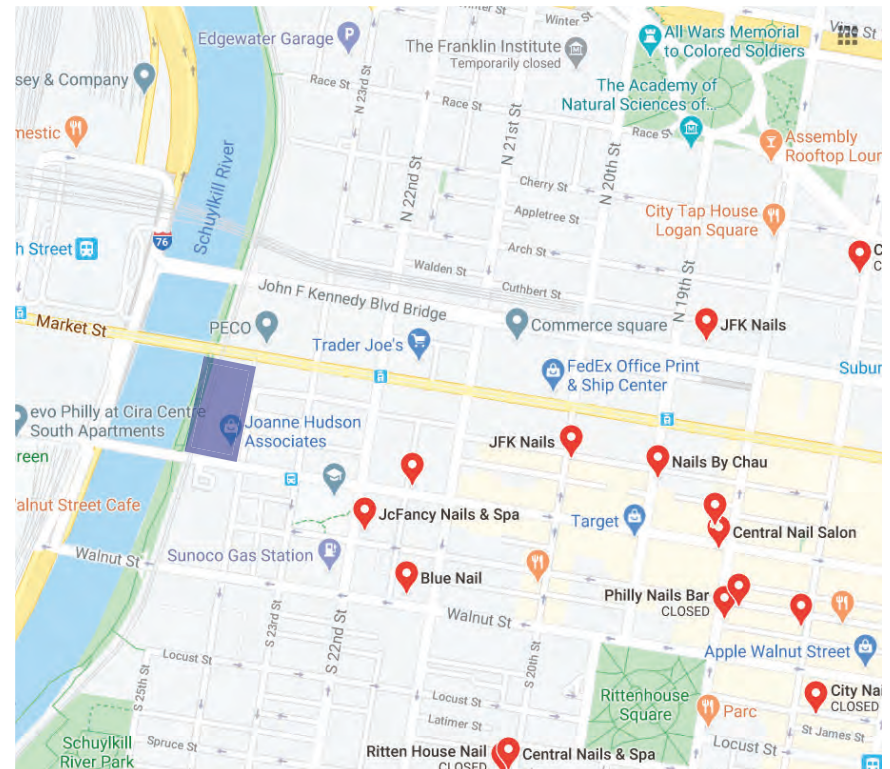 Winter St
Winter St
Vine St
Edgewater Garage
P
All Wars Memorial
to Colored Soldiers
The Franklin Institute
Temporarily closed
sey & Company
N 23rd St
Race St
Race St
The Academy of
Natural Sciences of...
Race St
mestic
N 21st St
N 20th St
Assembly
Rooftop Lour
Schuylkill River
N 22nd St
Cherry St
Appletree St
City Tap House
Logan Square
h Street
76
Arch St
Walden St
N 19th St
Cuthbert St
John F Kennedy Blvd Bridge
Market St
PECO
Commerce square
JFK Nails
Trader Joe's
FedEx Office Print
& Ship Center
Subur
evo Philly at Cira Centre
South Apartments
Joanne Hudson
Associates
JFK Nails
Nails By Chau
reen
alnut Street Cafe
JcFancy Nails & Spa
Target
Central Nail Salon
Sunoco Gas Station
Walnut St
Blue Nail
Philly Nails Bar
CLOSED
Walnut St
S 23rd St
S 22nd St
S 20th St
Apple Walnut Street
Locust St
S 25th St
Rittenhouse
Square
City Nai
CLOSED
Locust St
Parc
Latimer St
St James St
Schuylkill
River Park
Spruce St
Locust St
Ritten House Nail
CLOSED
Central Nails & Spa